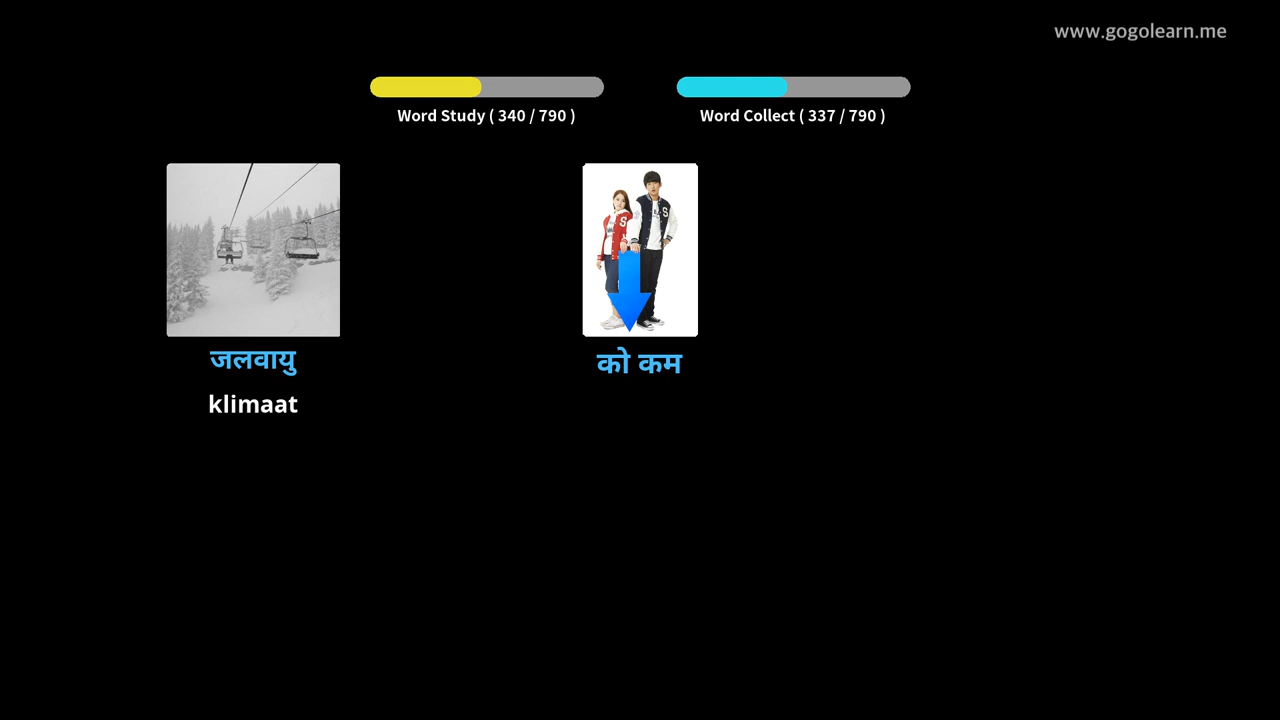 www.gogolearn.me
Word Study ( 340 / 790 )
Word Collect ( 337 / 790 )
S
S
जलवायु
klimaat
को कम